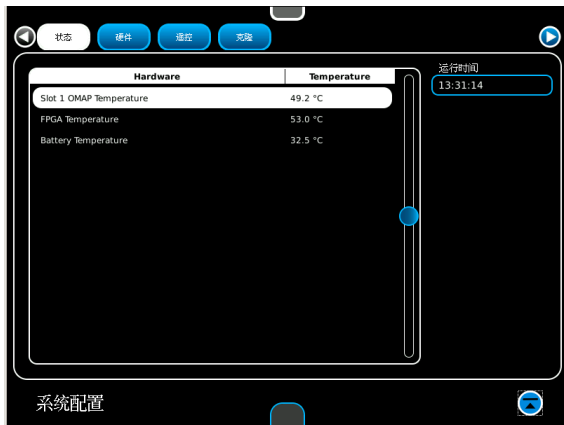 状态 硬件 遥控 克隆
运行时间
Hardware Temperature
13:31:14
Slot 1 OMAP Temperature 49.2 °C
FPGA Temperature 53.0 °C
Battery Temperature 32.5 °C
系统配置